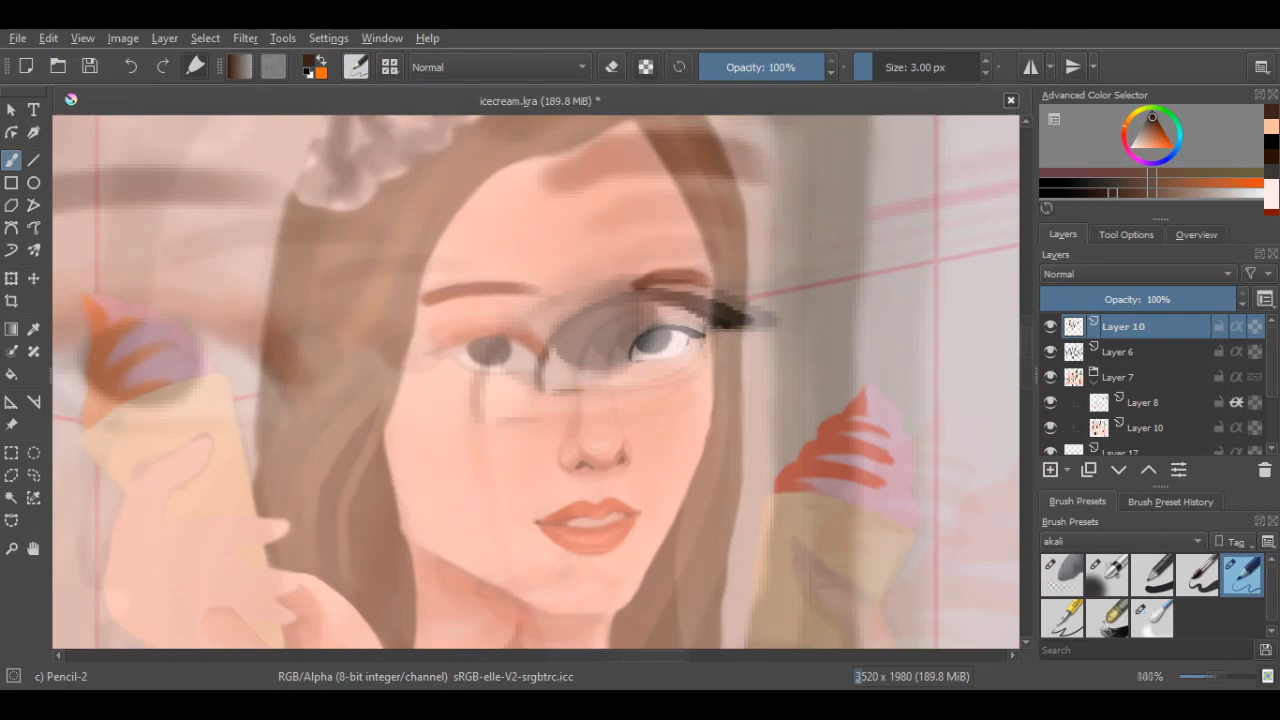 File Edit View Image Layer Select Filter Tools Settings Window Help
Normal Opacity: 100% Size: 3.00 px
icecream.kra (189.8 MiB) *
Advanced Color Selector
Layers Tool Options Overview
Layers
Normal
Opacity: 100%
Layer 10
Layer 6
Layer 7
Layer 8
Layer 10
Brush Presets Brush Preset History
Brush Presets
akali Tag
Search
c) Pencil-2 RGB/Alpha (8-bit integer/channel) sRGB-elle-V2-srgbtrc.icc 3520 x 1980 (189.8 MiB)